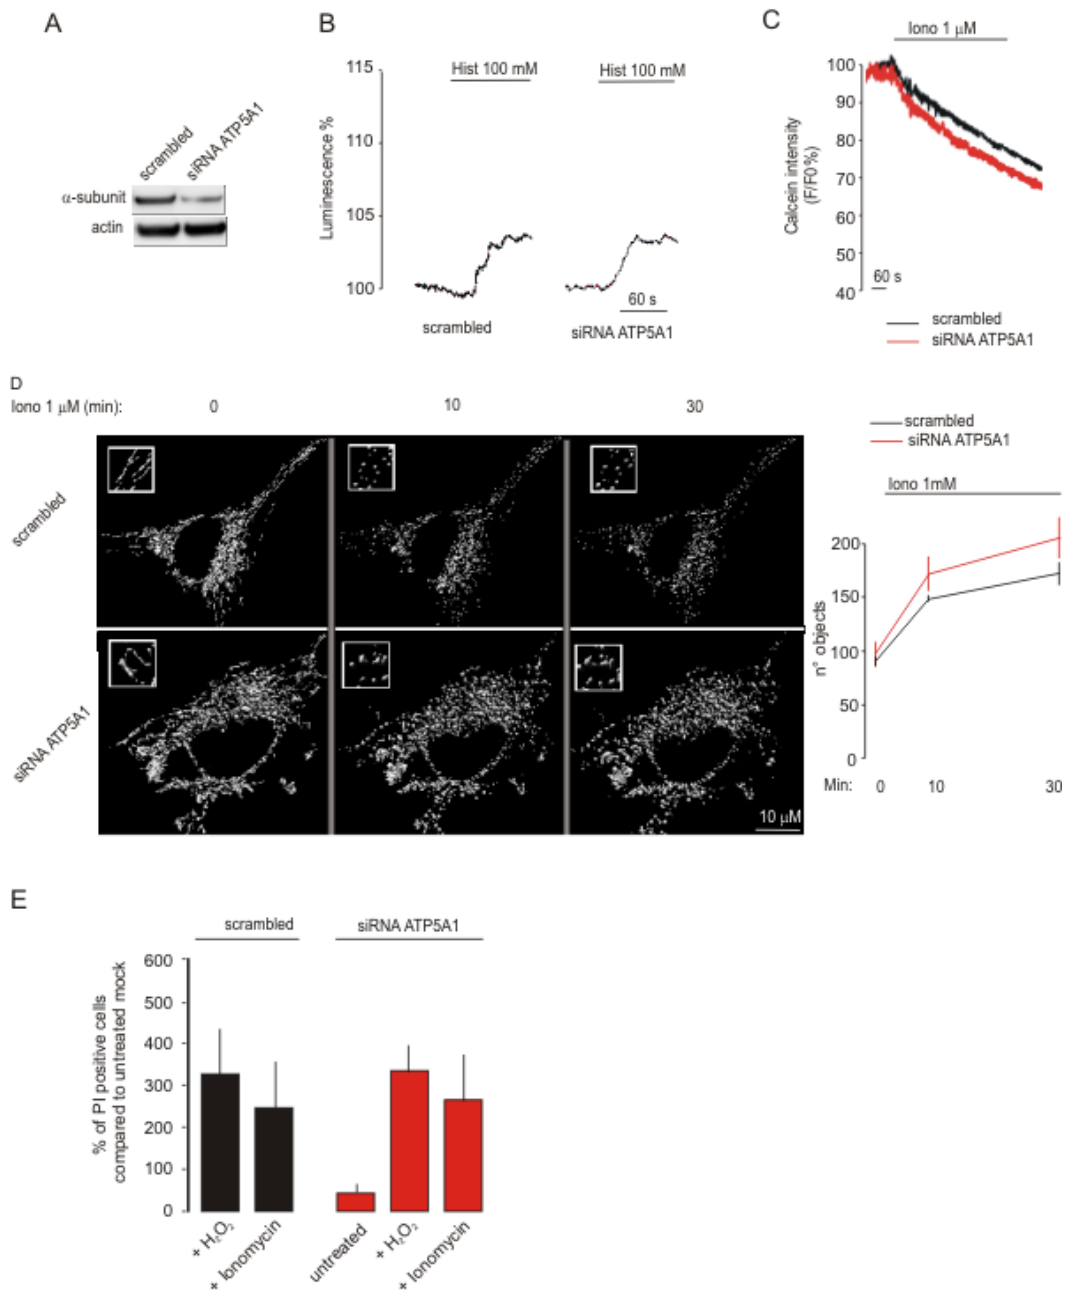 A
scrambled
siRNA ATP5A1
α-subunit
actin
B
Hist 100 mM
Hist 100 mM
115
110
105
100
Luminescence %
60 s
scrambled
siRNA ATP5A1
C
Iono 1 µM
100
90
80
70
60
50
40
Calcein intensity
(F/F0%)
60 s
scrambled
siRNA ATP5A1
D
Iono 1 µM (min):
0
10
30
scrambled
siRNA ATP5A1
10 µM
scrambled
siRNA ATP5A1
Iono 1mM
200
150
100
50
0
n° objects
Min:
0
10
30
E
scrambled
siRNA ATP5A1
600
500
400
300
200
100
0
% of PI positive cells
compared to untreated mock
+ H₂O₂
+ Ionomycin
untreated
+ H₂O₂
+ Ionomycin